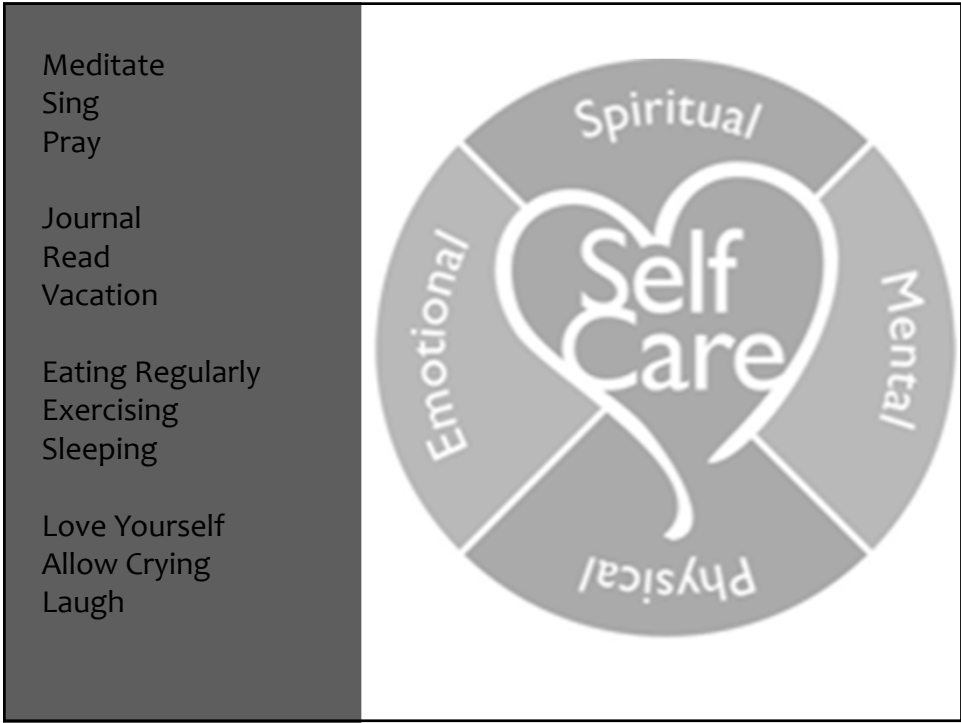 Meditate
Sing
Pray
Journal
Read
Vacation
Eating Regularly
Exercising
Sleeping
Love Yourself
Allow Crying
Laugh
Spiritual
Emotional
Self
Care
Mental
Physical